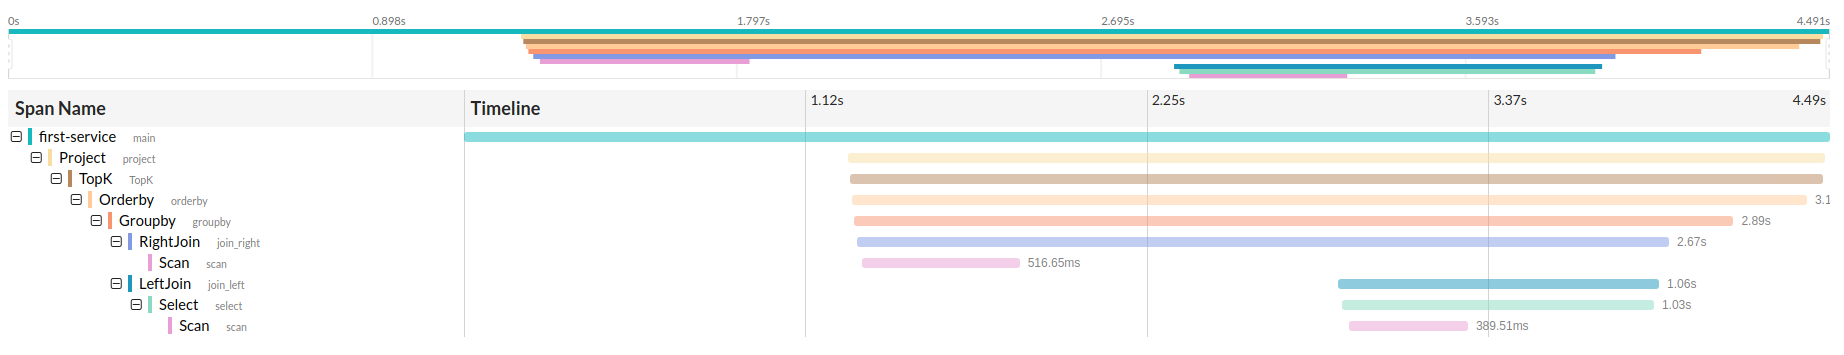 0s 0.898s 1.797s 2.695s 3.593s 4.491s
Span Name Timeline 1.12s 2.25s 3.37s 4.49s
first-service main
Project project
TopK TopK
Orderby orderby 3.1
Groupby groupby 2.89s
RightJoin join_right 2.67s
Scan scan 516.65ms
LeftJoin join_left 1.06s
Select select 1.03s
Scan scan 389.51ms